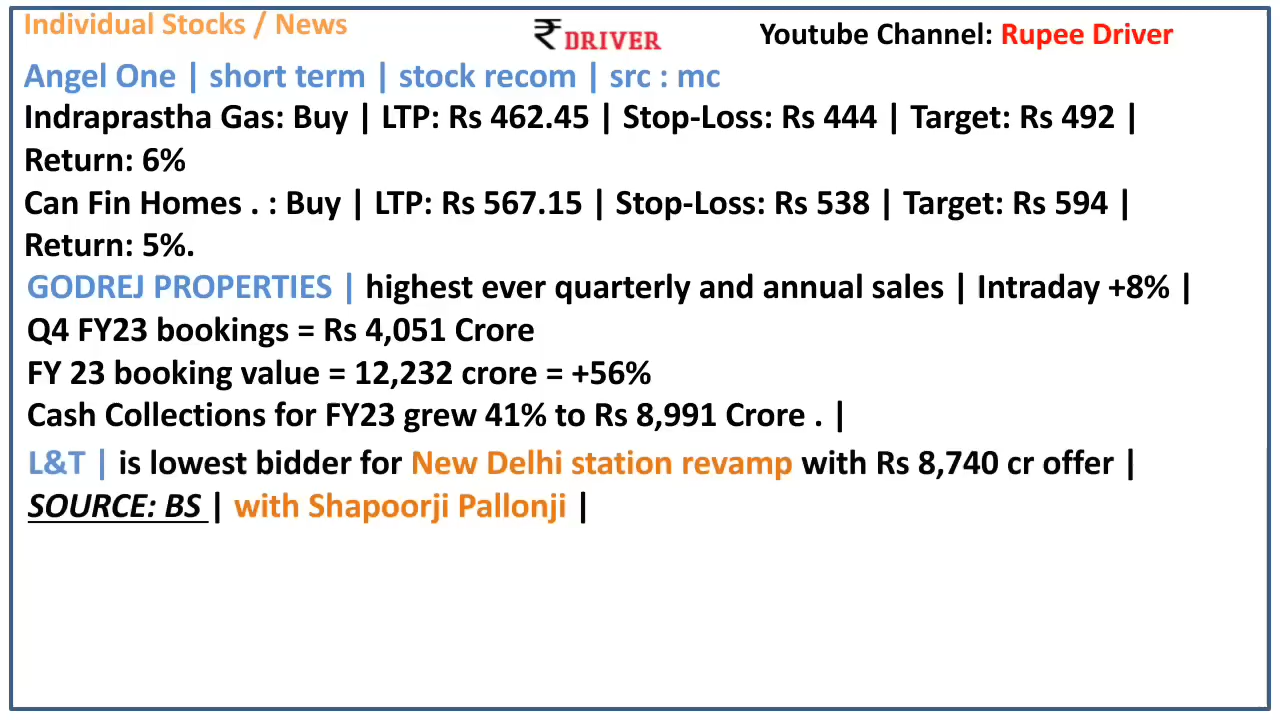 Individual Stocks / News
₹ DRIVER
Youtube Channel: Rupee Driver
Angel One | short term | stock recom | src : mc
Indraprastha Gas: Buy | LTP: Rs 462.45 | Stop-Loss: Rs 444 | Target: Rs 492 |
Return: 6%
Can Fin Homes . : Buy | LTP: Rs 567.15 | Stop-Loss: Rs 538 | Target: Rs 594 |
Return: 5%.
GODREJ PROPERTIES | highest ever quarterly and annual sales | Intraday +8% |
Q4 FY23 bookings = Rs 4,051 Crore
FY 23 booking value = 12,232 crore = +56%
Cash Collections for FY23 grew 41% to Rs 8,991 Crore . |
L&T | is lowest bidder for New Delhi station revamp with Rs 8,740 cr offer |
SOURCE: BS | with Shapoorji Pallonji |